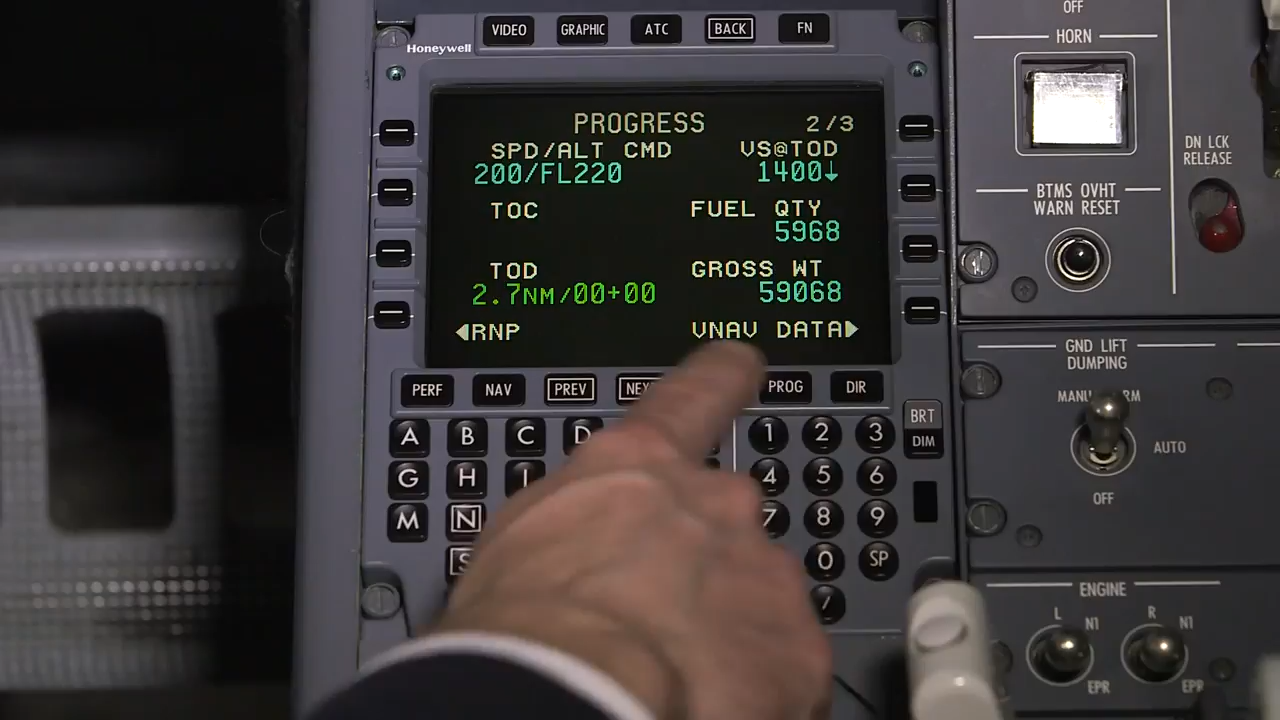 VIDEO GRAPHIC ATC BACK FN
Honeywell
PROGRESS 2/3
SPD/ALT CMD VS@TOD
200/FL220 1400↓
TOC FUEL QTY
5968
TOD GROSS WT
2.7NM/00+00 59068
◀RNP VNAV DATA▶
PERF NAV PREV PROG DIR
A B C D 1 2 3
G H I 4 5 6
M N 7 8 9
S 0 SP
/
BRT
DIM
OFF
HORN
DN LCK
RELEASE
BTMS OVHT
WARN RESET
GND LIFT
DUMPING
AUTO
OFF
ENGINE
L N1 R N1
EPR EPR